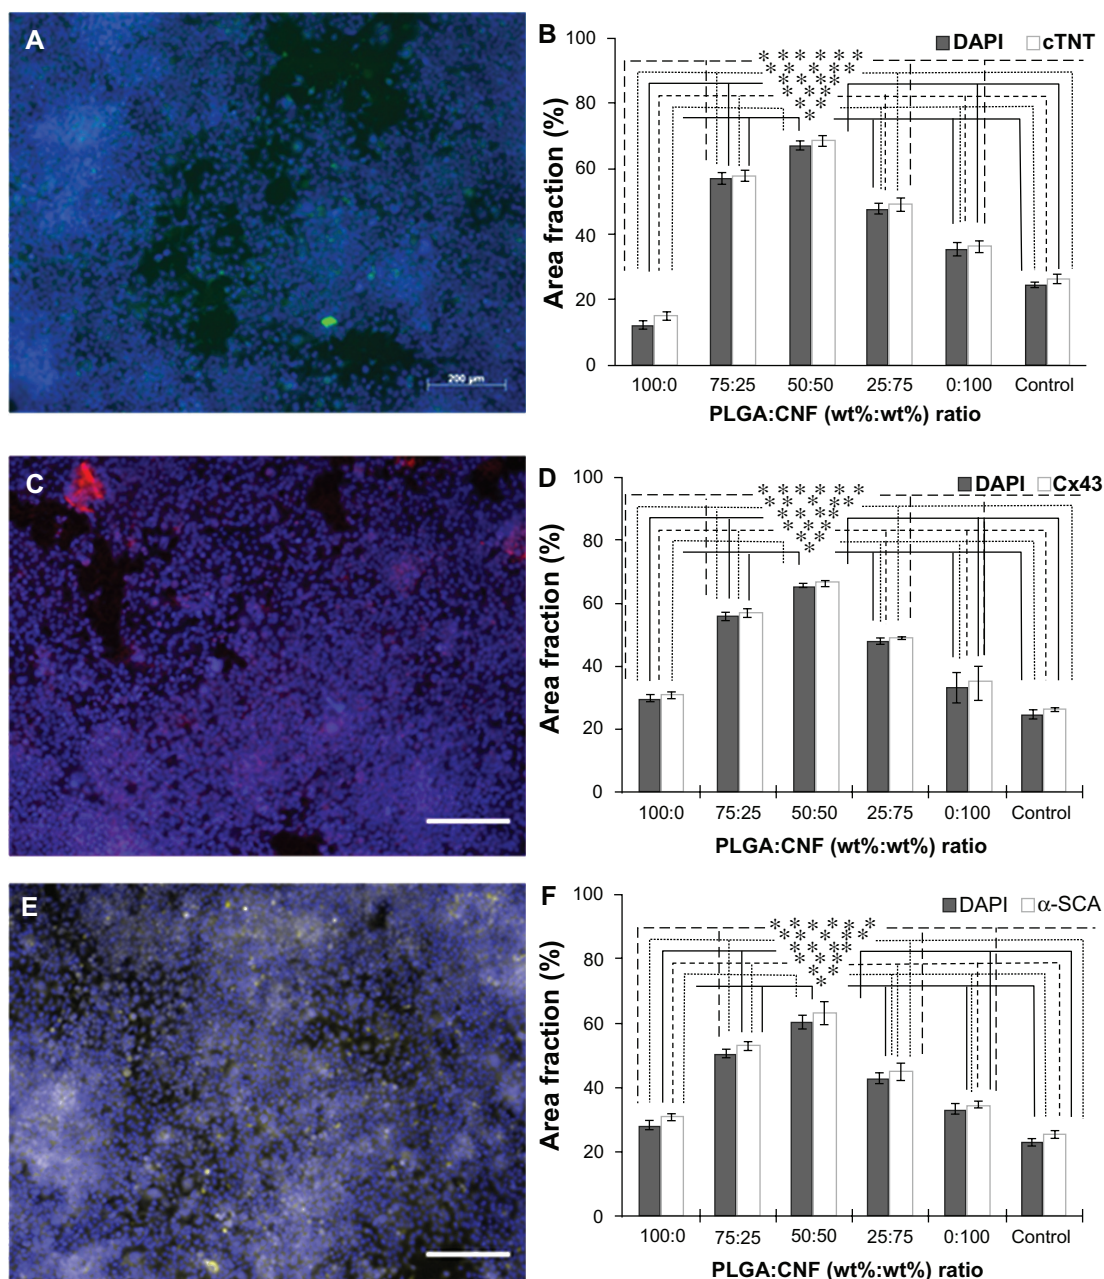 A
200 µm
B
DAPI cTNT
* * * * * *
* * * * *
* * * *
* * *
* *
*
Area fraction (%)
100
80
60
40
20
0
100:0 75:25 50:50 25:75 0:100 Control
PLGA:CNF (wt%:wt%) ratio
C
D
DAPI Cx43
* * * * * *
* * * * *
* * * *
* * *
* *
*
Area fraction (%)
100
80
60
40
20
0
100:0 75:25 50:50 25:75 0:100 Control
PLGA:CNF (wt%:wt%) ratio
E
F
DAPI α-SCA
* * * * * *
* * * * *
* * * *
* * *
* *
*
Area fraction (%)
100
80
60
40
20
0
100:0 75:25 50:50 25:75 0:100 Control
PLGA:CNF (wt%:wt%) ratio